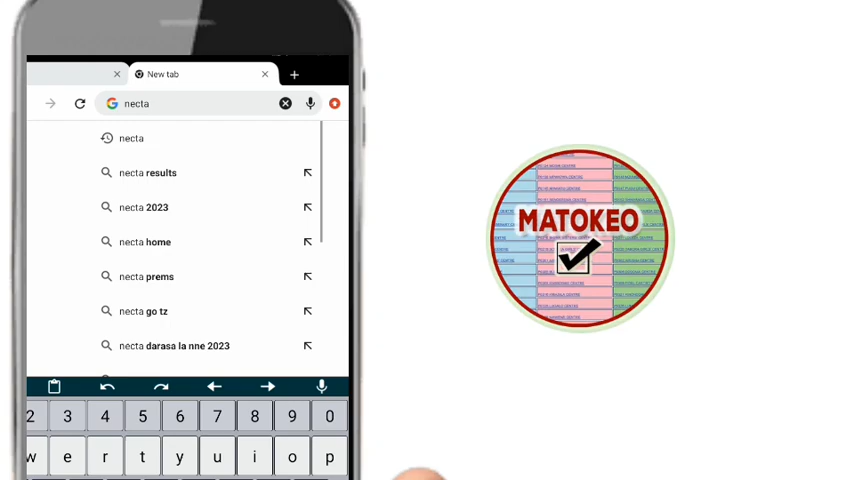 New tab
necta
necta
necta results
necta 2023
necta home
necta prems
necta go tz
necta darasa la nne 2023
2 3 4 5 6 7 8 9 0
w e r t y u i o p
MATOKEO